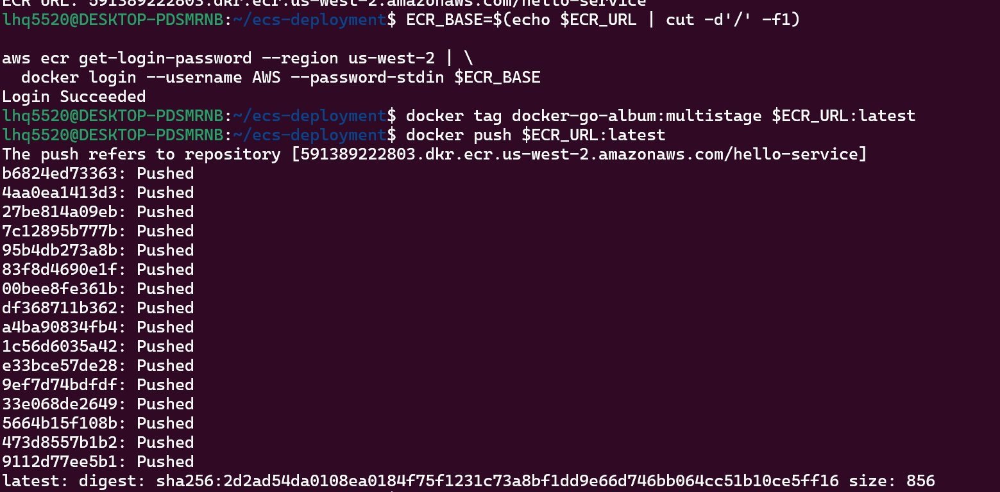 ECR URL: 591389222803.dkr.ecr.us-west-2.amazonaws.com/hello-service
lhq5520@DESKTOP-PDSMRNB:~/ecs-deployment$ ECR_BASE=$(echo $ECR_URL | cut -d'/' -f1)
aws ecr get-login-password --region us-west-2 | \
docker login --username AWS --password-stdin $ECR_BASE
Login Succeeded
lhq5520@DESKTOP-PDSMRNB:~/ecs-deployment$ docker tag docker-go-album:multistage $ECR_URL:latest
lhq5520@DESKTOP-PDSMRNB:~/ecs-deployment$ docker push $ECR_URL:latest
The push refers to repository [591389222803.dkr.ecr.us-west-2.amazonaws.com/hello-service]
b6824ed73363: Pushed
4aa0ea1413d3: Pushed
27be814a09eb: Pushed
7c12895b777b: Pushed
95b4db273a8b: Pushed
83f8d4690e1f: Pushed
00bee8fe361b: Pushed
df368711b362: Pushed
a4ba90834fb4: Pushed
1c56d6035a42: Pushed
e33bce57de28: Pushed
9ef7d74bdfdf: Pushed
33e068de2649: Pushed
5664b15f108b: Pushed
473d8557b1b2: Pushed
9112d77ee5b1: Pushed
latest: digest: sha256:2d2ad54da0108ea0184f75f1231c73a8bf1dd9e66d746bb064cc51b10ce5ff16 size: 856